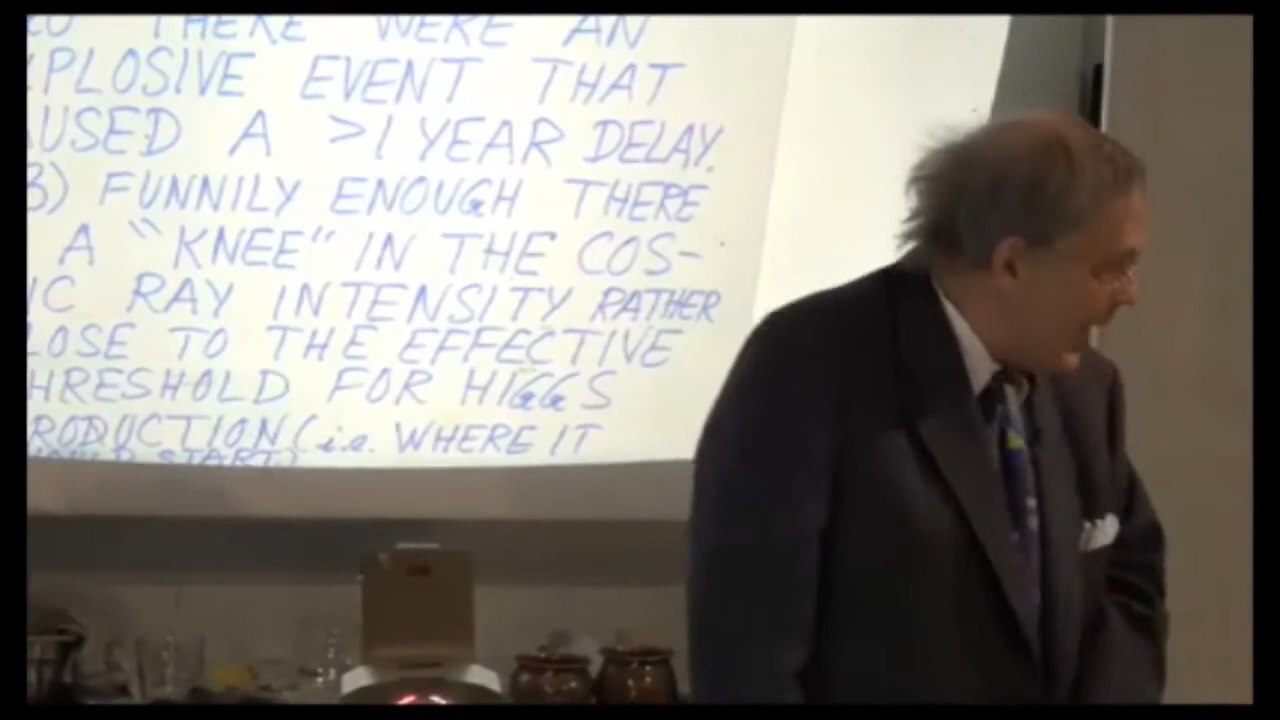 THERE WERE AN
PLOSIVE EVENT THAT
USED A >1 YEAR DELAY.
B) FUNNILY ENOUGH THERE
A "KNEE" IN THE COS-
IC RAY INTENSITY RATHER
LOSE TO THE EFFECTIVE
HRESHOLD FOR HIGGS
RODUCTION (i.e. WHERE IT
START)